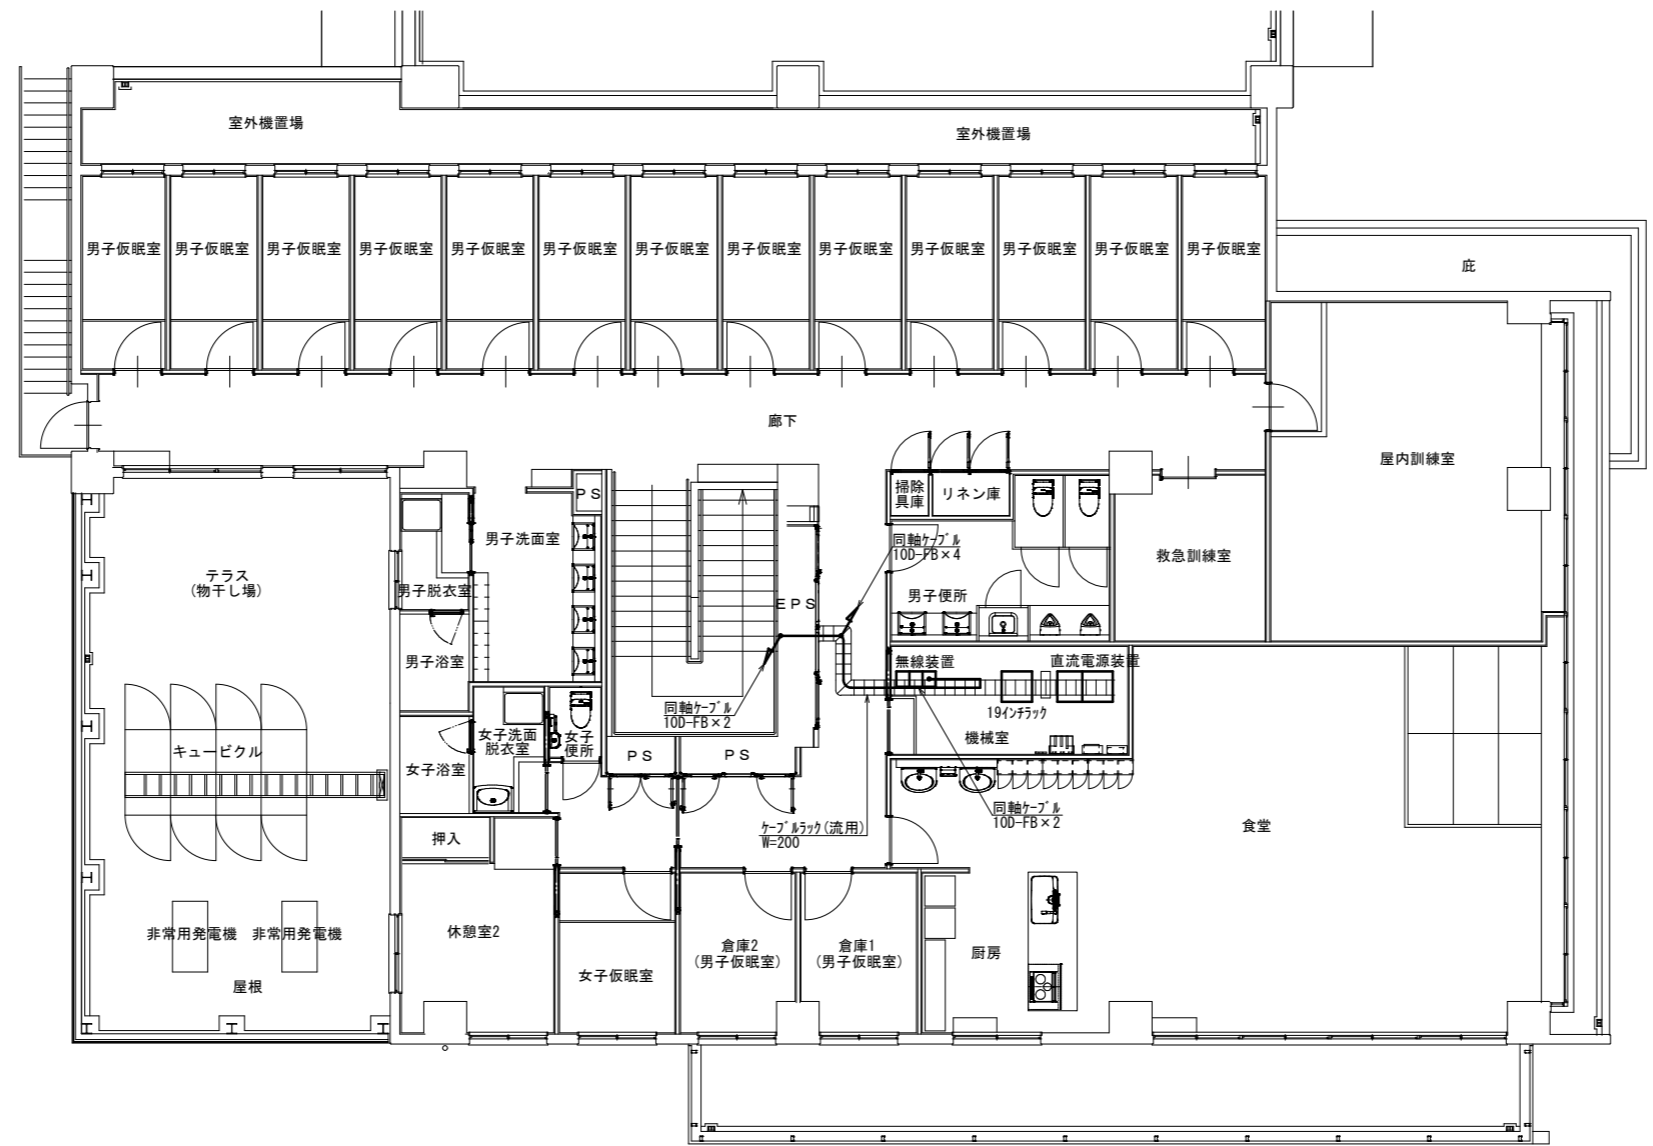 室外機置場
室外機置場
男子仮眠室
男子仮眠室
男子仮眠室
男子仮眠室
男子仮眠室
男子仮眠室
男子仮眠室
男子仮眠室
男子仮眠室
男子仮眠室
男子仮眠室
男子仮眠室
男子仮眠室
庇
廊下
屋内訓練室
PS
掃除
具庫
リネン庫
男子洗面室
同軸ケーブル
10D-FB×4
救急訓練室
テラス
(物干し場)
男子脱衣室
EPS
男子便所
男子浴室
無線装置
直流電源装置
同軸ケーブル
10D-FB×2
19インチラック
機械室
女子洗面
脱衣室
女子
便所
キュービクル
女子浴室
PS
PS
同軸ケーブル
10D-FB×2
ケーブルラック(流用)
W=200
食堂
押入
非常用発電機
非常用発電機
休憩室2
倉庫2
(男子仮眠室)
倉庫1
(男子仮眠室)
厨房
女子仮眠室
屋根